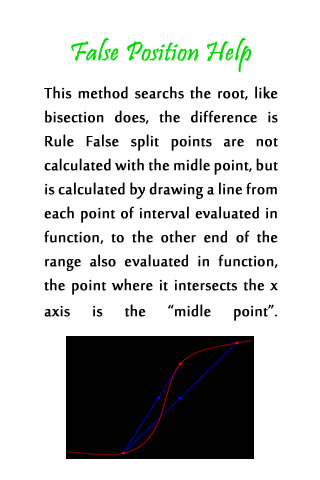 False Position Help
This method searchs the root, like
bisection does, the difference is
Rule False split points are not
calculated with the midle point, but
is calculated by drawing a line from
each point of interval evaluated in
function, to the other end of the
range also evaluated in function,
the point where it intersects the x
axis is the “midle point”.